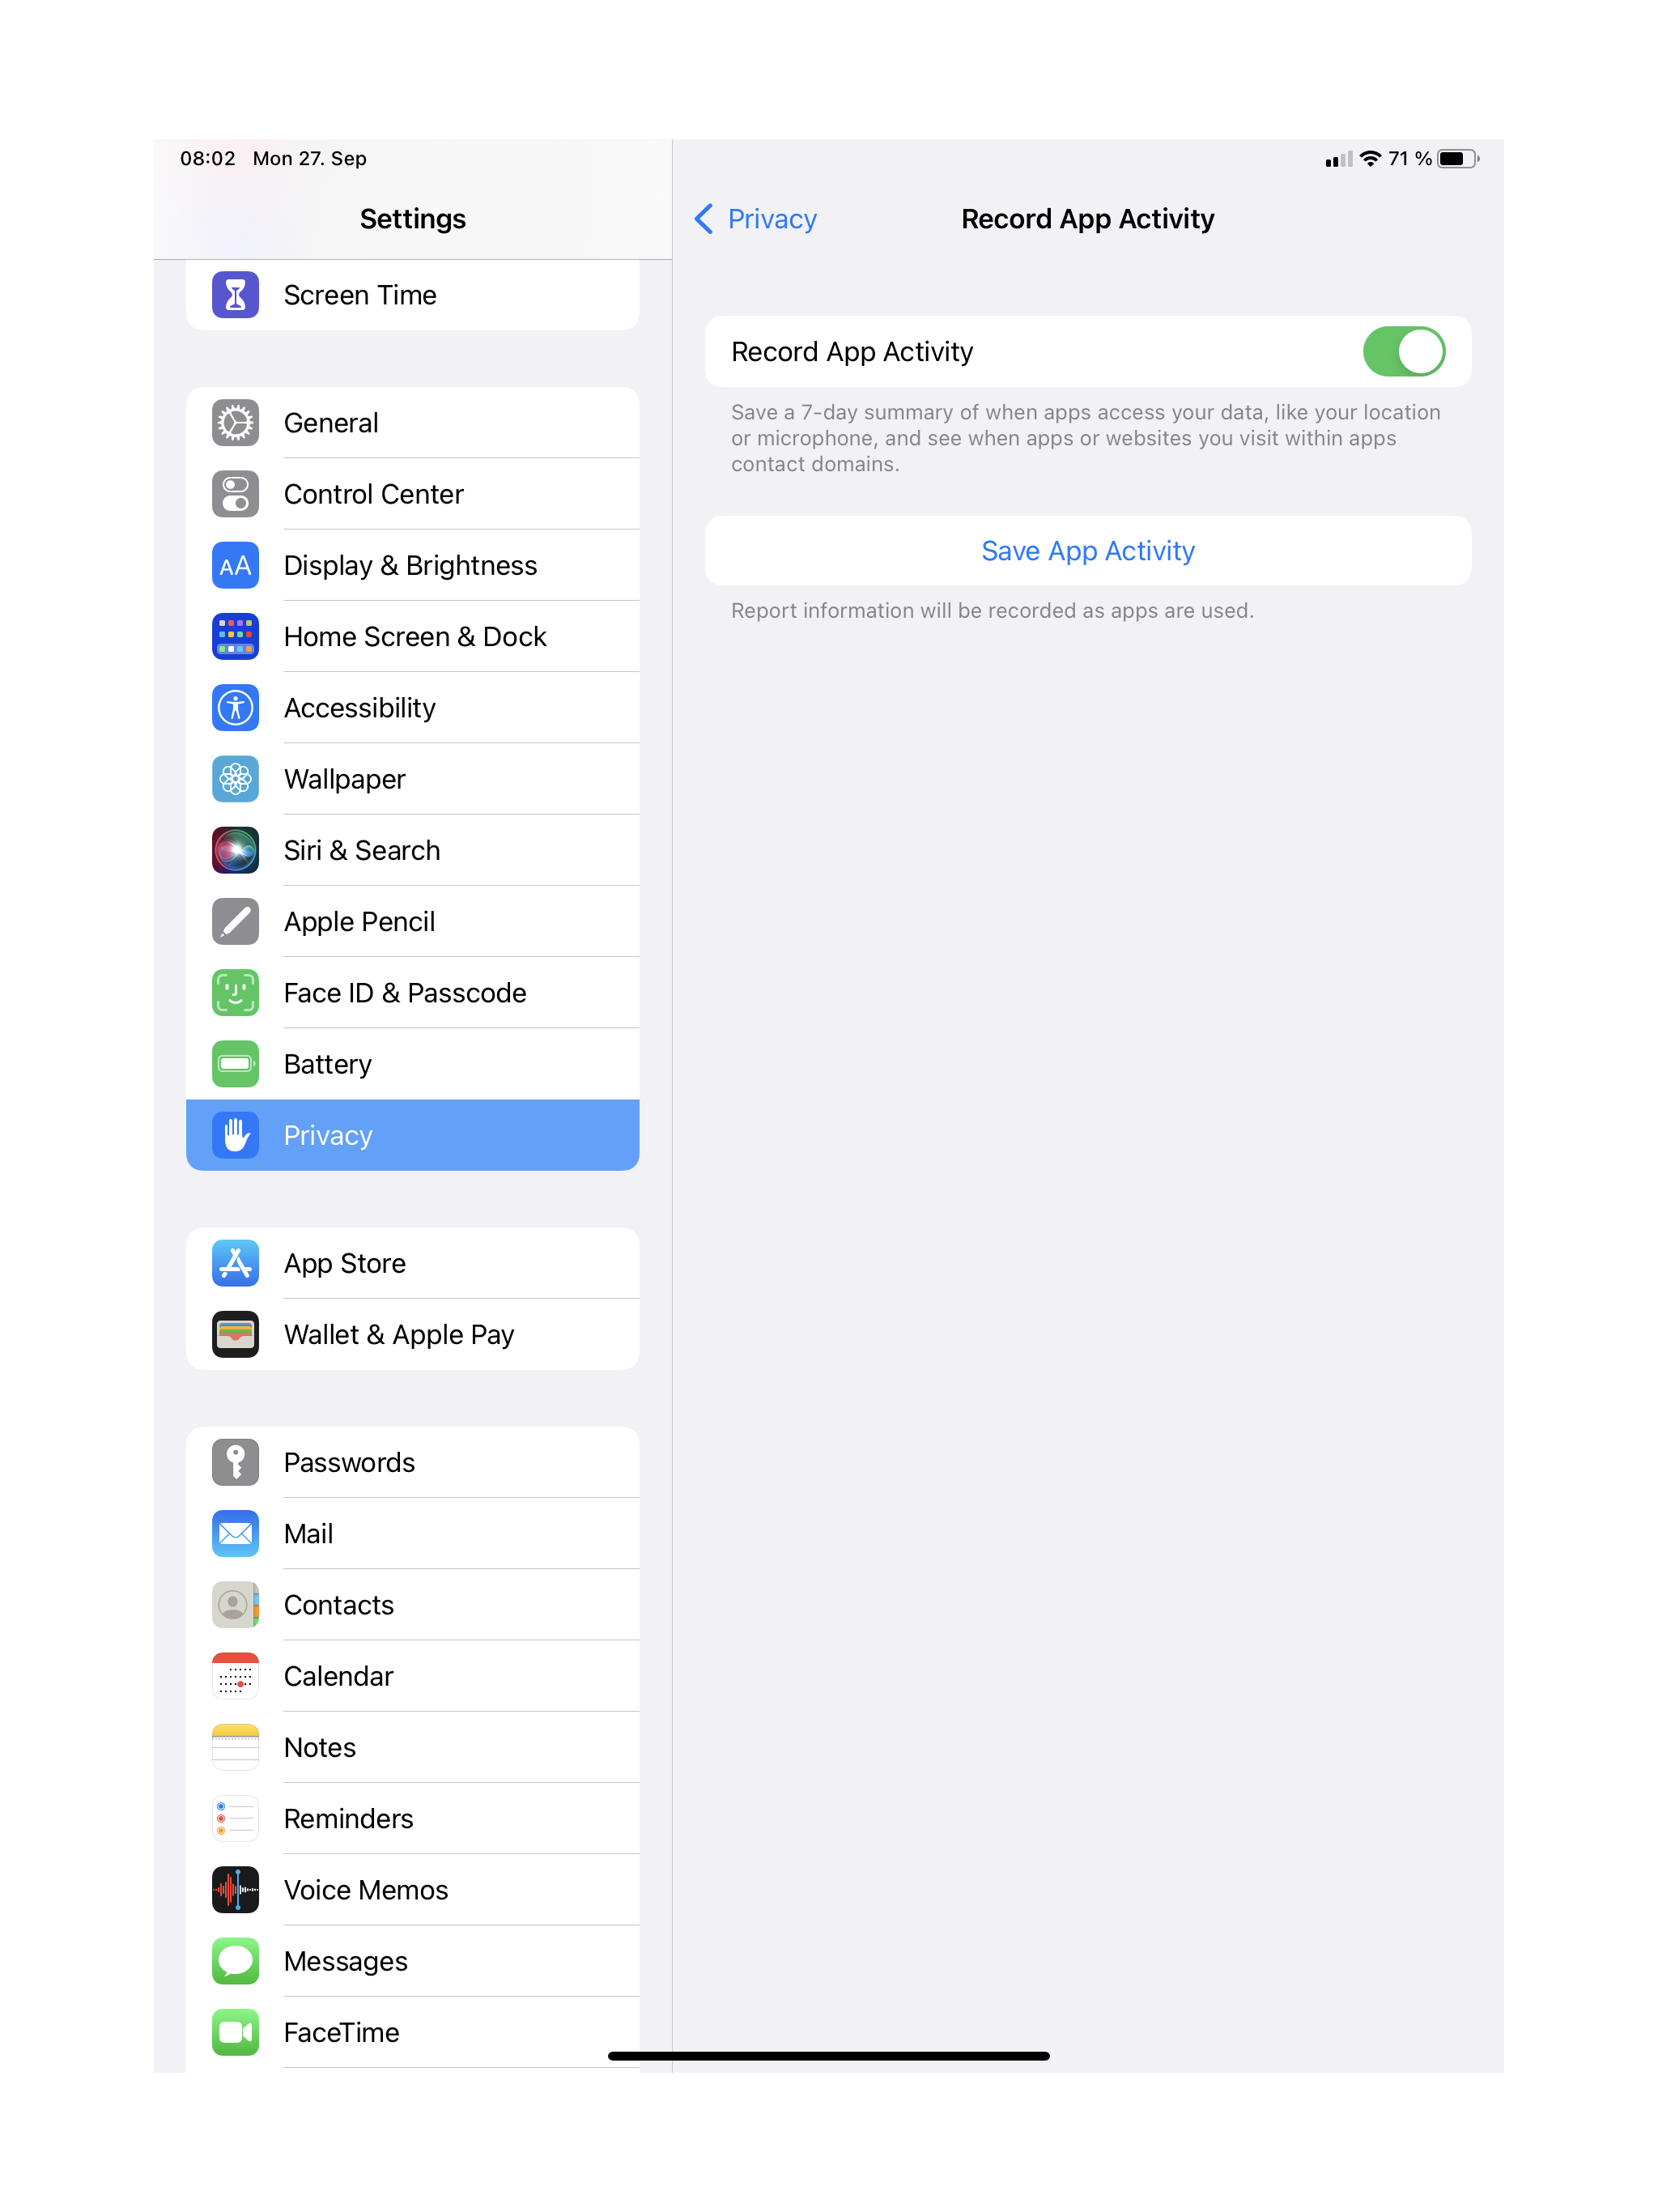 08:02 Mon 27. Sep
71 %
Settings
Privacy
Record App Activity
Screen Time
General
Control Center
AA Display & Brightness
Home Screen & Dock
Accessibility
Wallpaper
Siri & Search
Apple Pencil
Face ID & Passcode
Battery
Privacy
App Store
Wallet & Apple Pay
Passwords
Mail
Contacts
Calendar
Notes
Reminders
Voice Memos
Messages
FaceTime
Record App Activity
Save a 7-day summary of when apps access your data, like your location
or microphone, and see when apps or websites you visit within apps
contact domains.
Save App Activity
Report information will be recorded as apps are used.